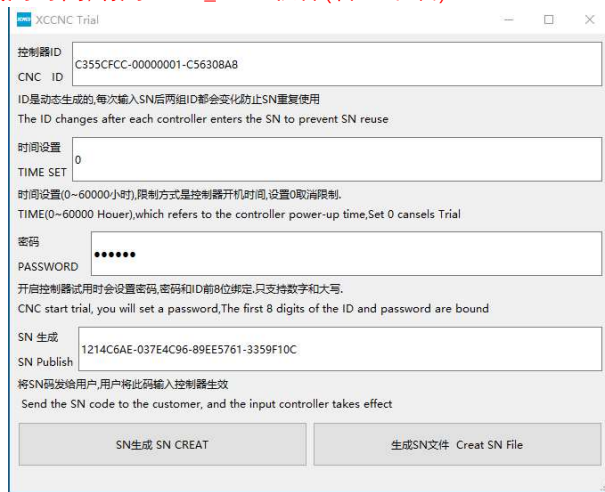 XCCNC Trial
控制器ID
CNC ID
C355CFCC-00000001-C56308A8
ID是动态生成的,每次输入SN后两组ID都会变化防止SN重复使用
The ID changes after each controller enters the SN to prevent SN reuse
时间设置
TIME SET
0
时间设置(0~60000小时),限制方式是控制器开机时间,设置0取消限制.
TIME(0~60000 Houer),which refers to the controller power-up time,Set 0 cansels Trial
密码
PASSWORD
●●●●●●
开启控制器试用时会设置密码,密码和ID前8位绑定.只支持数字和大写.
CNC start trial, you will set a password,The first 8 digits of the ID and password are bound
SN 生成
SN Publish
1214C6AE-037E4C96-89EE5761-3359F10C
将SN码发给用户,用户将此码输入控制器生效
Send the SN code to the customer, and the input controller takes effect
SN生成 SN CREAT
生成SN文件 Creat SN File